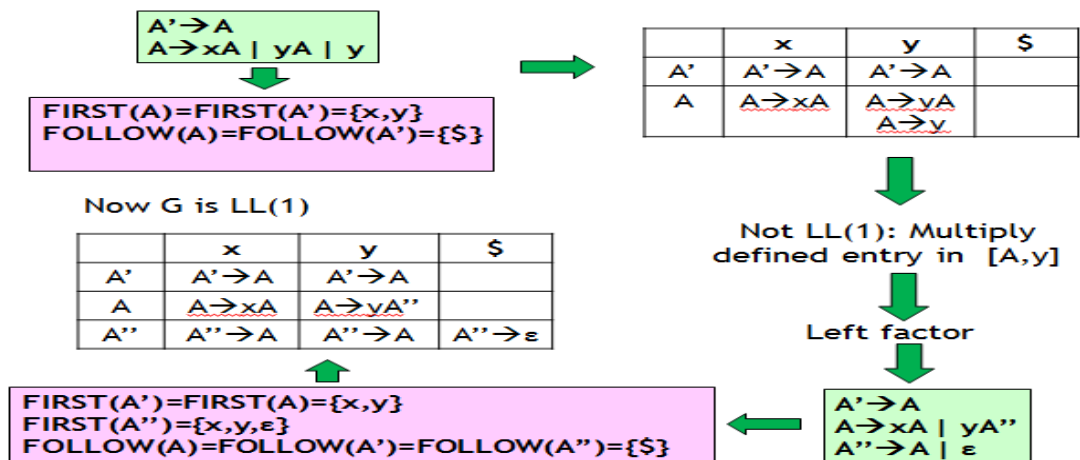 A’→A
A→xA | yA | y
FIRST(A)=FIRST(A’)={x,y}
FOLLOW(A)=FOLLOW(A’)={$}
x y $
A’ A’→A A’→A
A A→xA A→yA
A→y
Not LL(1): Multiply
defined entry in [A,y]
Left factor
A’→A
A→xA | yA’’
A’’→A | ε
FIRST(A’)=FIRST(A)={x,y}
FIRST(A’’)={x,y,ε}
FOLLOW(A)=FOLLOW(A’)=FOLLOW(A’’)={$}
Now G is LL(1)
x y $
A’ A’→A A’→A
A A→xA A→yA’’
A’’ A’’→A A’’→A A’’→ε